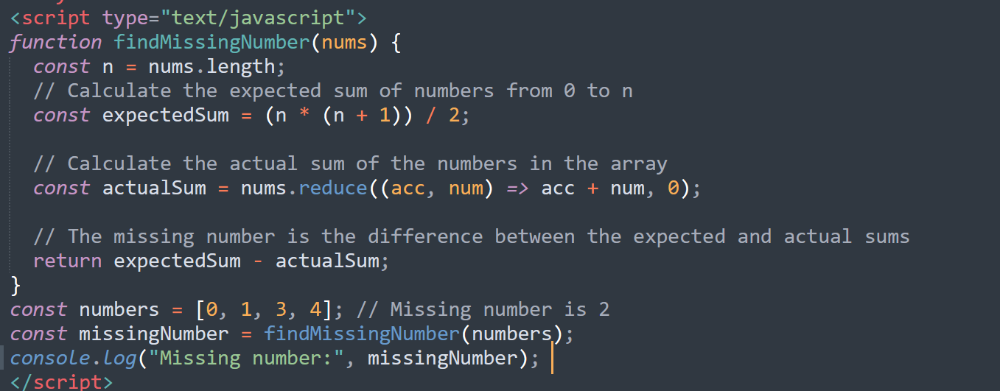 <script type="text/javascript">
function findMissingNumber(nums) {
  const n = nums.length;
  // Calculate the expected sum of numbers from 0 to n
  const expectedSum = (n * (n + 1)) / 2;

  // Calculate the actual sum of the numbers in the array
  const actualSum = nums.reduce((acc, num) => acc + num, 0);

  // The missing number is the difference between the expected and actual sums
  return expectedSum - actualSum;
}
const numbers = [0, 1, 3, 4]; // Missing number is 2
const missingNumber = findMissingNumber(numbers);
console.log("Missing number:", missingNumber);
</script>